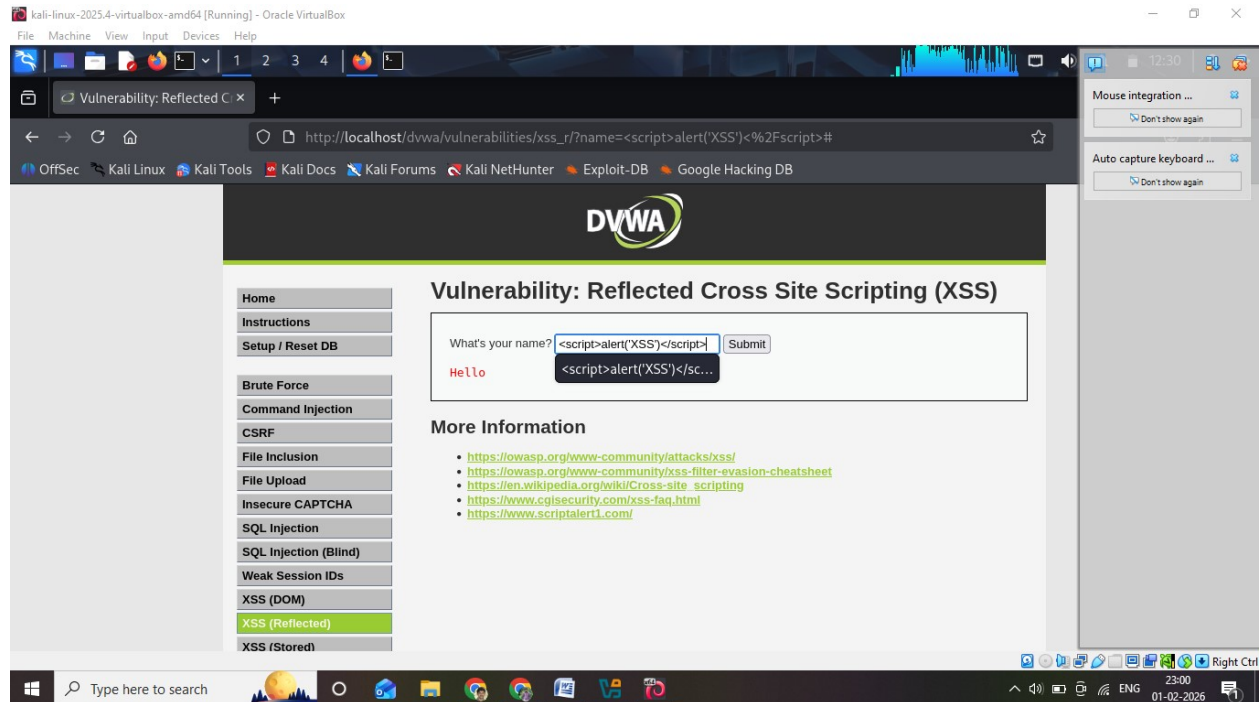 kali-linux-2025.4-virtualbox-amd64 [Running] - Oracle VirtualBox
File Machine View Input Devices Help
1 2 3 4
12:30
Vulnerability: Reflected Cr
http://localhost/dvwa/vulnerabilities/xss_r/?name=<script>alert('XSS')<%2Fscript>#
OffSec Kali Linux Kali Tools Kali Docs Kali Forums Kali NetHunter Exploit-DB Google Hacking DB
Mouse integration ...
Don't show again
Auto capture keyboard ...
Don't show again
DVWA
Home
Instructions
Setup / Reset DB
Brute Force
Command Injection
CSRF
File Inclusion
File Upload
Insecure CAPTCHA
SQL Injection
SQL Injection (Blind)
Weak Session IDs
XSS (DOM)
XSS (Reflected)
XSS (Stored)
Vulnerability: Reflected Cross Site Scripting (XSS)
What's your name? <script>alert('XSS')</script> Submit
<script>alert('XSS')</sc...
Hello
More Information
https://owasp.org/www-community/attacks/xss/
https://owasp.org/www-community/xss-filter-evasion-cheatsheet
https://en.wikipedia.org/wiki/Cross-site_scripting
https://www.cgisecurity.com/xss-faq.html
https://www.scriptalert1.com/
Right Ctrl
Type here to search
ENG
23:00
01-02-2026